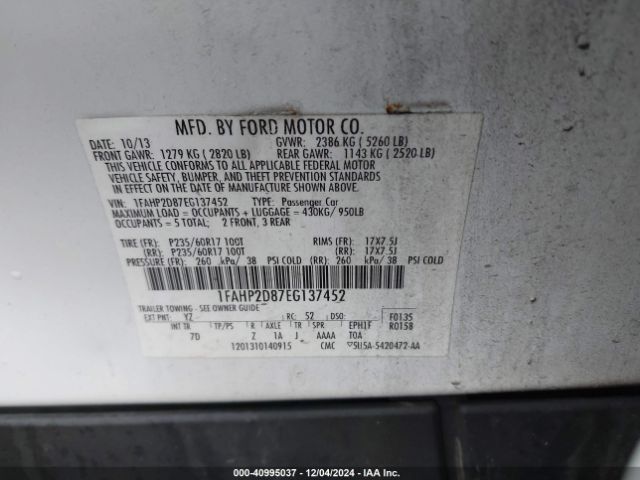 MFD. BY FORD MOTOR CO.
DATE: 10/13 GVWR: 2386 KG ( 5260 LB)
FRONT GAWR: 1279 KG ( 2820 LB) REAR GAWR: 1143 KG ( 2520 LB)
THIS VEHICLE CONFORMS TO ALL APPLICABLE FEDERAL MOTOR
VEHICLE SAFETY, BUMPER, AND THEFT PREVENTION STANDARDS
IN EFFECT ON THE DATE OF MANUFACTURE SHOWN ABOVE.
VIN: 1FAHP2D87EG137452 TYPE: Passenger Car
MAXIMUM LOAD = OCCUPANTS + LUGGAGE = 430KG/950LB
OCCUPANTS = 5 TOTAL; 2 FRONT, 3 REAR
TIRE (FR): P235/60R17 100T RIMS (FR): 17X7.5J
(RR): P235/60R17 100T (RR): 17X7.5J
PRESSURE (FR): 260 kPa/ 38 PSI COLD (RR): 260 kPa/ 38 PSI COLD
1FAHP2D87EG137452
TRAILER TOWING - SEE OWNER GUIDE
EXT PNT: YZ RC: 52 DSO: F0135
INT TR TP/PS R AXLE TR SPR EPH1F R0158
7D Z 1A J AAAA TOA
1201310140915 CMC 5U5A-5420472-AA
000 - 40995037 - 12/04/2024 - IAA Inc.